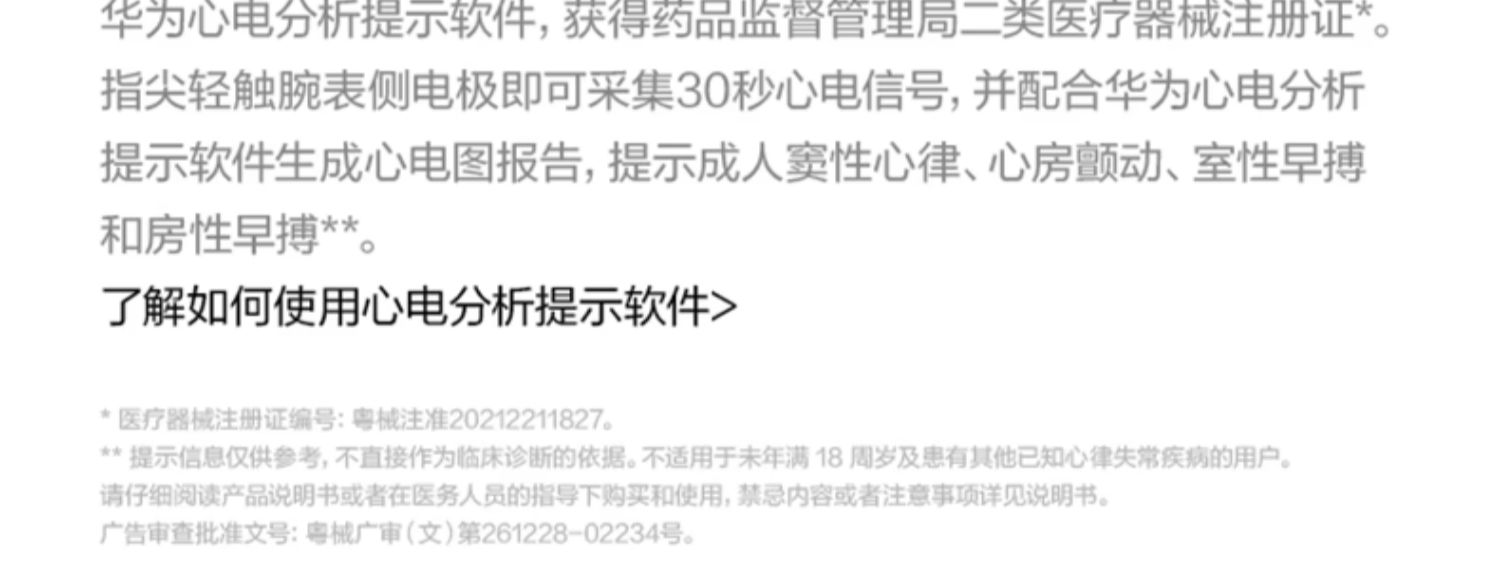 华为心电分析提示软件, 获得药品监督管理局二类医疗器械注册证*。
指尖轻触腕表侧电极即可采集30秒心电信号, 并配合华为心电分析
提示软件生成心电图报告, 提示成人窦性心律、心房颤动、室性早搏
和房性早搏**。
了解如何使用心电分析提示软件>
* 医疗器械注册证编号: 粤械注准20212211827。
** 提示信息仅供参考, 不直接作为临床诊断的依据。不适用于未年满 18 周岁及患有其他已知心律失常疾病的用户。
请仔细阅读产品说明书或者在医务人员的指导下购买和使用, 禁忌内容或者注意事项详见说明书。
广告审查批准文号: 粤械广审(文)第261228-02234号。